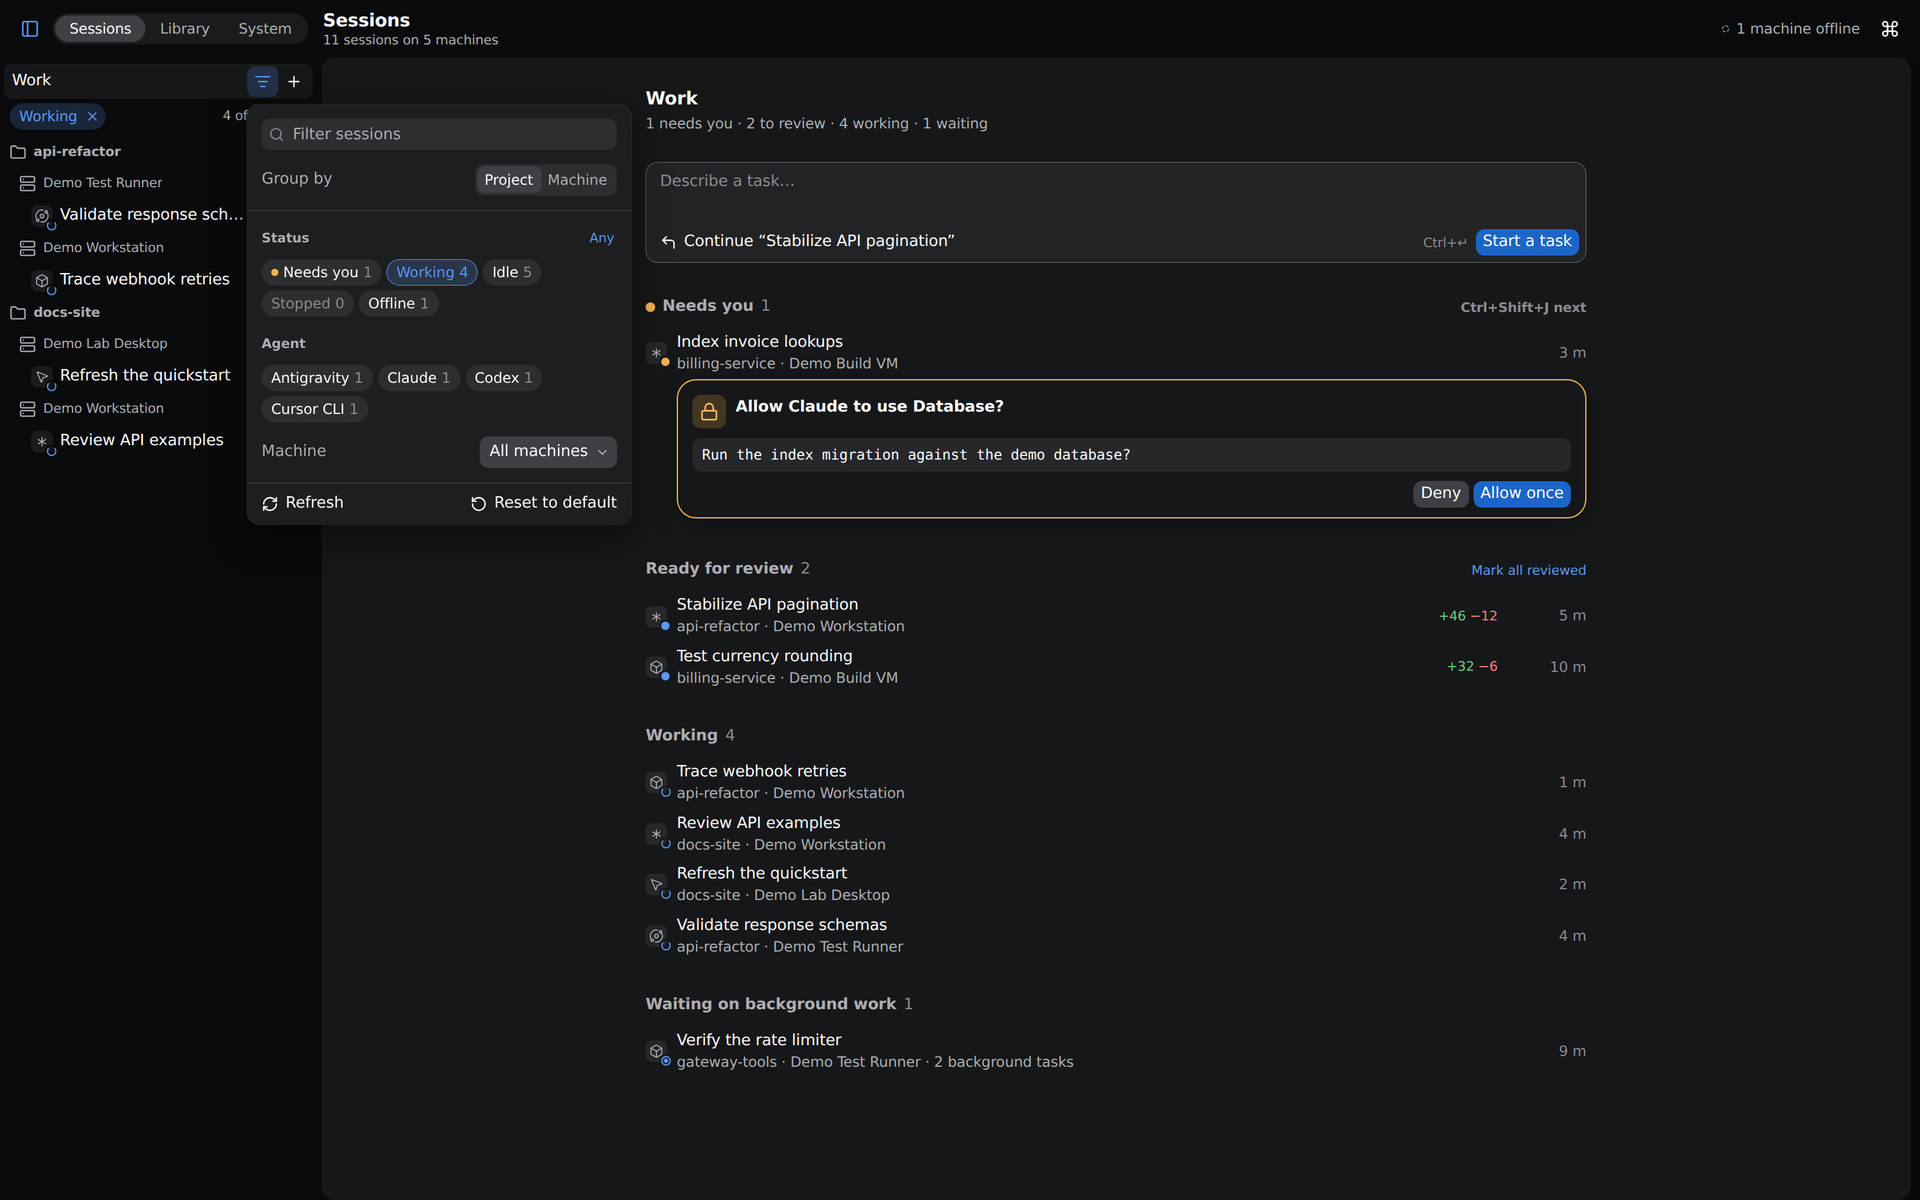 Sessions
Library
System
Sessions
11 sessions on 5 machines
1 machine offline
Work
Working
4 of
api-refactor
Demo Test Runner
Validate response sch…
Demo Workstation
Trace webhook retries
docs-site
Demo Lab Desktop
Refresh the quickstart
Demo Workstation
Review API examples
Filter sessions
Group by
Project
Machine
Status
Any
Needs you 1
Working 4
Idle 5
Stopped 0
Offline 1
Agent
Antigravity 1
Claude 1
Codex 1
Cursor CLI 1
Machine
All machines
Refresh
Reset to default
Work
1 needs you · 2 to review · 4 working · 1 waiting
Describe a task…
Continue “Stabilize API pagination”
Ctrl+↵
Start a task
Needs you 1
Ctrl+Shift+J next
Index invoice lookups
billing-service · Demo Build VM
3 m
Allow Claude to use Database?
Run the index migration against the demo database?
Deny
Allow once
Ready for review 2
Mark all reviewed
Stabilize API pagination
api-refactor · Demo Workstation
+46 −12
5 m
Test currency rounding
billing-service · Demo Build VM
+32 −6
10 m
Working 4
Trace webhook retries
api-refactor · Demo Workstation
1 m
Review API examples
docs-site · Demo Workstation
4 m
Refresh the quickstart
docs-site · Demo Lab Desktop
2 m
Validate response schemas
api-refactor · Demo Test Runner
4 m
Waiting on background work 1
Verify the rate limiter
gateway-tools · Demo Test Runner · 2 background tasks
9 m